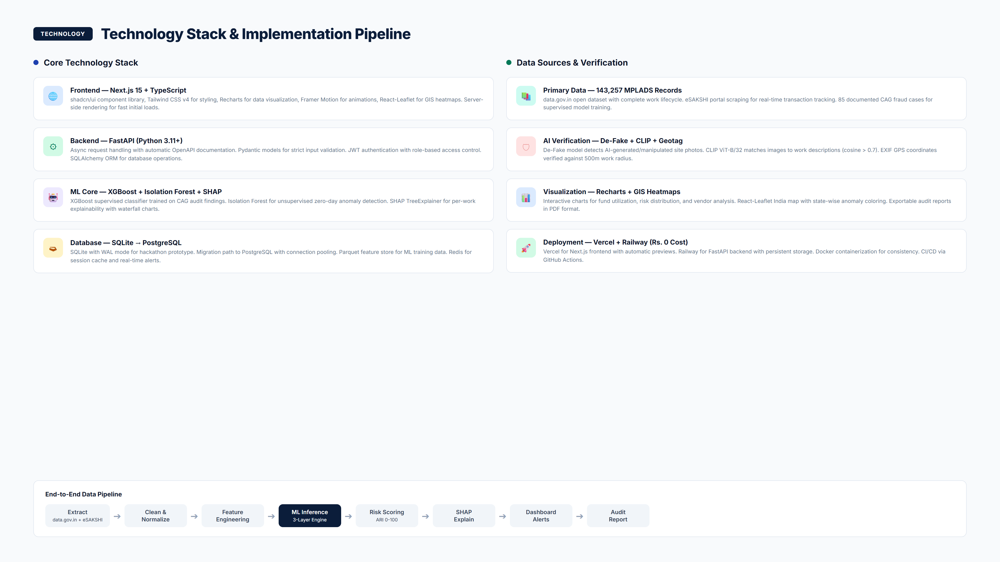 TECHNOLOGY
Technology Stack & Implementation Pipeline
Core Technology Stack
Frontend — Next.js 15 + TypeScript
shadcn/ui component library, Tailwind CSS v4 for styling, Recharts for data visualization, Framer Motion for animations, React-Leaflet for GIS heatmaps. Server-
side rendering for fast initial loads.
Backend — FastAPI (Python 3.11+)
Async request handling with automatic OpenAPI documentation. Pydantic models for strict input validation. JWT authentication with role-based access control.
SQLAlchemy ORM for database operations.
ML Core — XGBoost + Isolation Forest + SHAP
XGBoost supervised classifier trained on CAG audit findings. Isolation Forest for unsupervised zero-day anomaly detection. SHAP TreeExplainer for per-work
explainability with waterfall charts.
Database — SQLite → PostgreSQL
SQLite with WAL mode for hackathon prototype. Migration path to PostgreSQL with connection pooling. Parquet feature store for ML training data. Redis for
session cache and real-time alerts.
Data Sources & Verification
Primary Data — 143,257 MPLADS Records
data.gov.in open dataset with complete work lifecycle. eSAKSHI portal scraping for real-time transaction tracking. 85 documented CAG fraud cases for
supervised model training.
AI Verification — De-Fake + CLIP + Geotag
De-Fake model detects AI-generated/manipulated site photos. CLIP ViT-B/32 matches images to work descriptions (cosine > 0.7). EXIF GPS coordinates
verified against 500m work radius.
Visualization — Recharts + GIS Heatmaps
Interactive charts for fund utilization, risk distribution, and vendor analysis. React-Leaflet India map with state-wise anomaly coloring. Exportable audit reports
in PDF format.
Deployment — Vercel + Railway (Rs. 0 Cost)
Vercel for Next.js frontend with automatic previews. Railway for FastAPI backend with persistent storage. Docker containerization for consistency. CI/CD via
GitHub Actions.
End-to-End Data Pipeline
Extract
data.gov.in + eSAKSHI
➔
Clean &
Normalize
➔
Feature
Engineering
➔
ML Inference
3-Layer Engine
➔
Risk Scoring
ARI 0-100
➔
SHAP
Explain
➔
Dashboard
Alerts
➔
Audit
Report